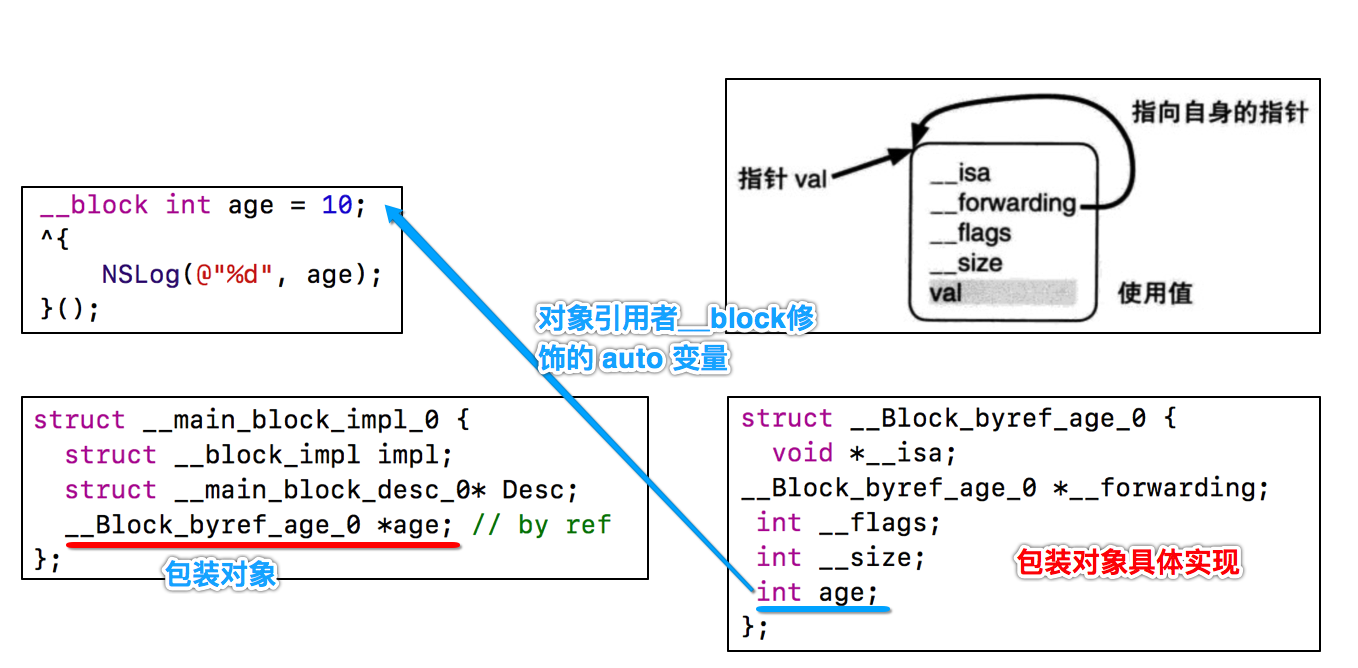 __block int age = 10;
^{
    NSLog(@"%d", age);
}();
指向自身的指针
指针 val
__isa
__forwarding
__flags
__size
val
使用值
对象引用者__block修
饰的 auto 变量
struct __main_block_impl_0 {
  struct __block_impl impl;
  struct __main_block_desc_0* Desc;
  __Block_byref_age_0 *age; // by ref
};
包装对象
struct __Block_byref_age_0 {
  void *__isa;
__Block_byref_age_0 *__forwarding;
 int __flags;
 int __size;
 int age;
};
包装对象具体实现